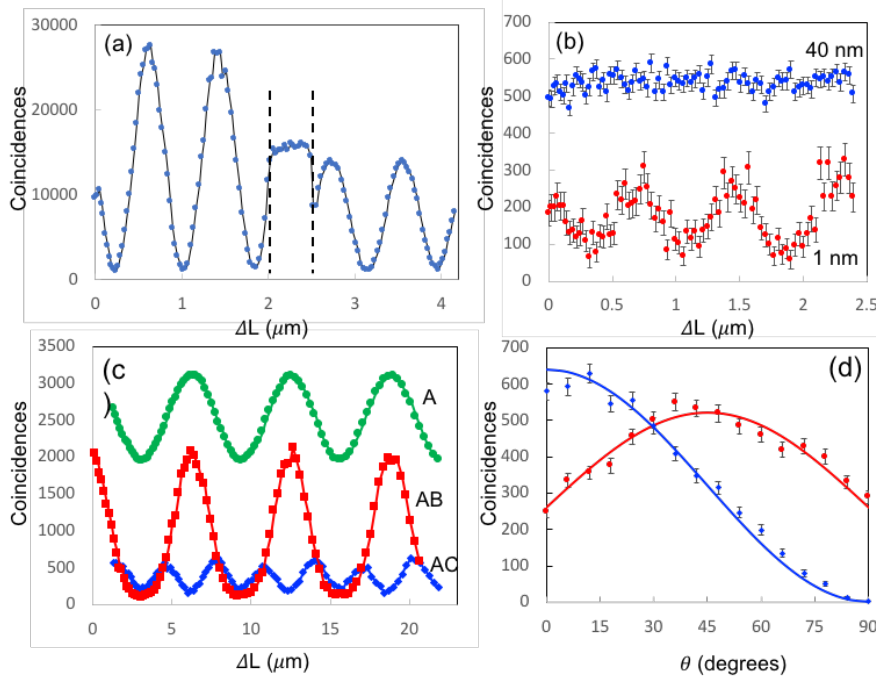 (a)
30000
20000
10000
0
Coincidences
0 1 2 3 4
ΔL (μm)
(b)
700
600
500
400
300
200
100
0
Coincidences
40 nm
1 nm
0 0.5 1 1.5 2 2.5
ΔL (μm)
(c
)
3500
3000
2500
2000
1500
1000
500
0
Coincidences
A
AB
AC
0 5 10 15 20
ΔL (μm)
(d)
700
600
500
400
300
200
100
0
Coincidences
0 15 30 45 60 75 90
θ (degrees)